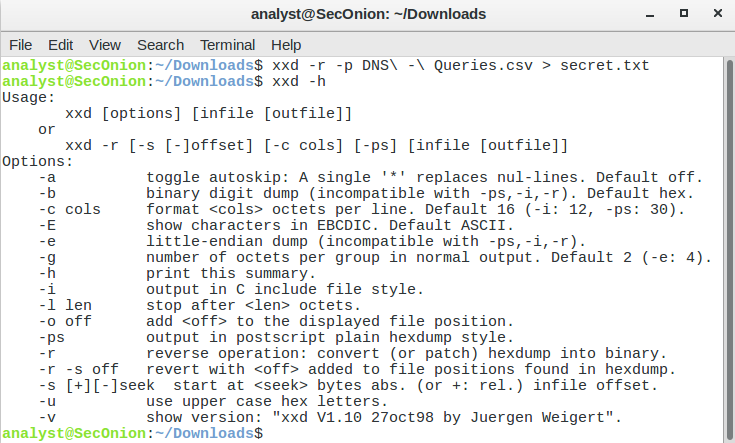 analyst@SecOnion: ~/Downloads
File Edit View Search Terminal Help
analyst@SecOnion:~/Downloads$ xxd -r -p DNS\ -\ Queries.csv > secret.txt
analyst@SecOnion:~/Downloads$ xxd -h
Usage:
       xxd [options] [infile [outfile]]
    or
       xxd -r [-s [-]offset] [-c cols] [-ps] [infile [outfile]]
Options:
    -a          toggle autoskip: A single '*' replaces nul-lines. Default off.
    -b          binary digit dump (incompatible with -ps,-i,-r). Default hex.
    -c cols     format <cols> octets per line. Default 16 (-i: 12, -ps: 30).
    -E          show characters in EBCDIC. Default ASCII.
    -e          little-endian dump (incompatible with -ps,-i,-r).
    -g          number of octets per group in normal output. Default 2 (-e: 4).
    -h          print this summary.
    -i          output in C include file style.
    -l len      stop after <len> octets.
    -o off      add <off> to the displayed file position.
    -ps         output in postscript plain hexdump style.
    -r          reverse operation: convert (or patch) hexdump into binary.
    -r -s off   revert with <off> added to file positions found in hexdump.
    -s [+][-]seek  start at <seek> bytes abs. (or +: rel.) infile offset.
    -u          use upper case hex letters.
    -v          show version: "xxd V1.10 27oct98 by Juergen Weigert".
analyst@SecOnion:~/Downloads$